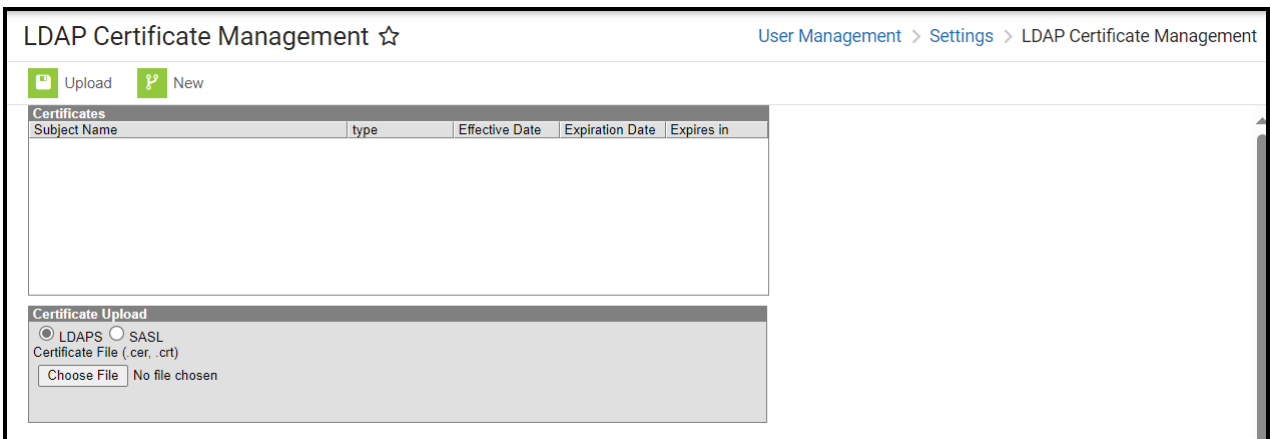 LDAP Certificate Management ☆
User Management > Settings > LDAP Certificate Management
Upload New
Certificates
Subject Name type Effective Date Expiration Date Expires in
Certificate Upload
LDAPS SASL
Certificate File (.cer, .crt)
Choose File No file chosen